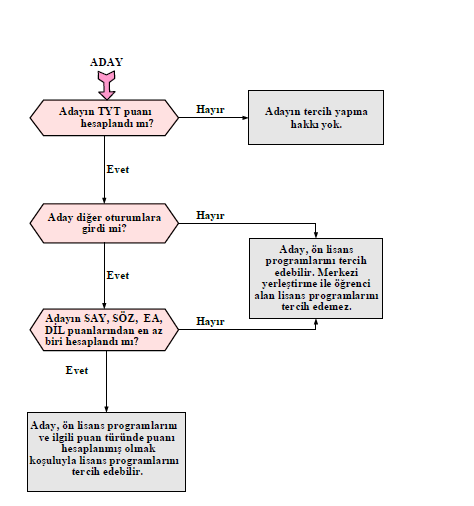 ADAY
Adayın TYT puanı
hesaplandı mı?
Hayır
Adayın tercih yapma
hakkı yok.
Evet
Aday diğer oturumlara
girdi mi?
Hayır
Aday, ön lisans
programlarını tercih
edebilir. Merkezi
yerleştirme ile öğrenci
alan lisans programlarını
tercih edemez.
Evet
Adayın SAY, SÖZ, EA,
DİL puanlarından en az
biri hesaplandı mı?
Hayır
Evet
Aday, ön lisans programlarını
ve ilgili puan türünde puanı
hesaplanmış olmak
koşuluyla lisans programlarını
tercih edebilir.